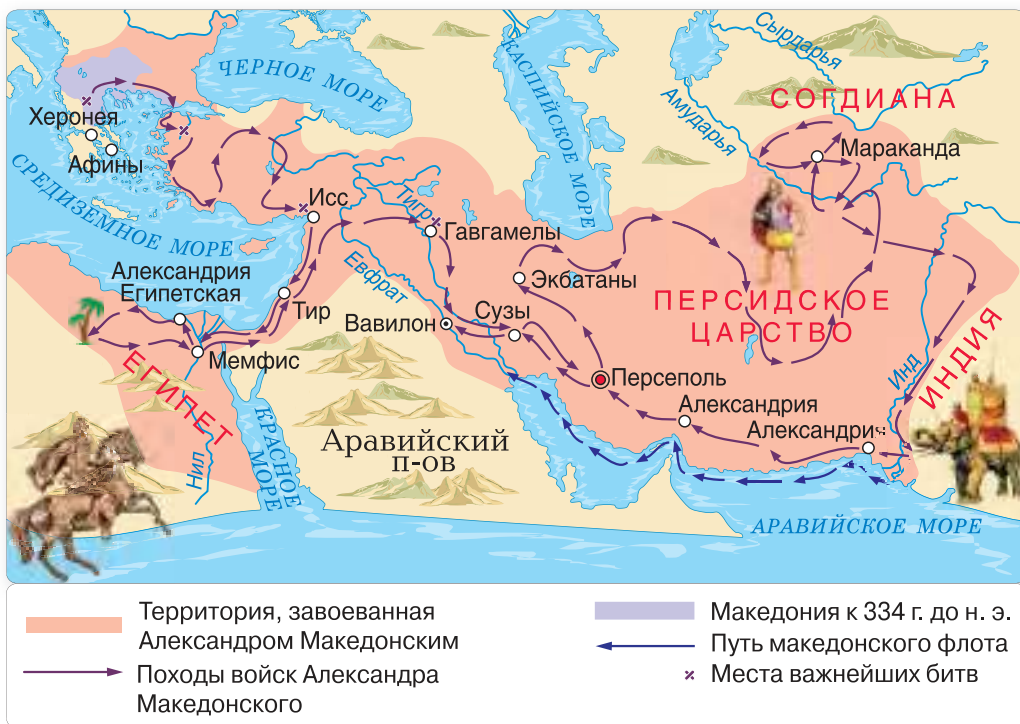 ЧЕРНОЕ МОРЕ
КАСПИЙСКОЕ МОРЕ
Сырдарья
Амударья
СОГДИАНА
Мараканда
Херонея
Афины
СРЕДИЗЕМНОЕ МОРЕ
Исс
Тигр
Гавгамелы
Евфрат
Экбатаны
Александрия
Египетская
Тир
Вавилон
Сузы
ПЕРСИДСКОЕ
ЦАРСТВО
Мемфис
ЕГИПЕТ
Персеполь
Инд
ИНДИЯ
Александрия
Александрия
Нил
КРАСНОЕ
МОРЕ
Аравийский
п-ов
АРАВИЙСКОЕ МОРЕ
Территория, завоеванная
Александром Македонским
Походы войск Александра
Македонского
Македония к 334 г. до н. э.
Путь македонского флота
Места важнейших битв